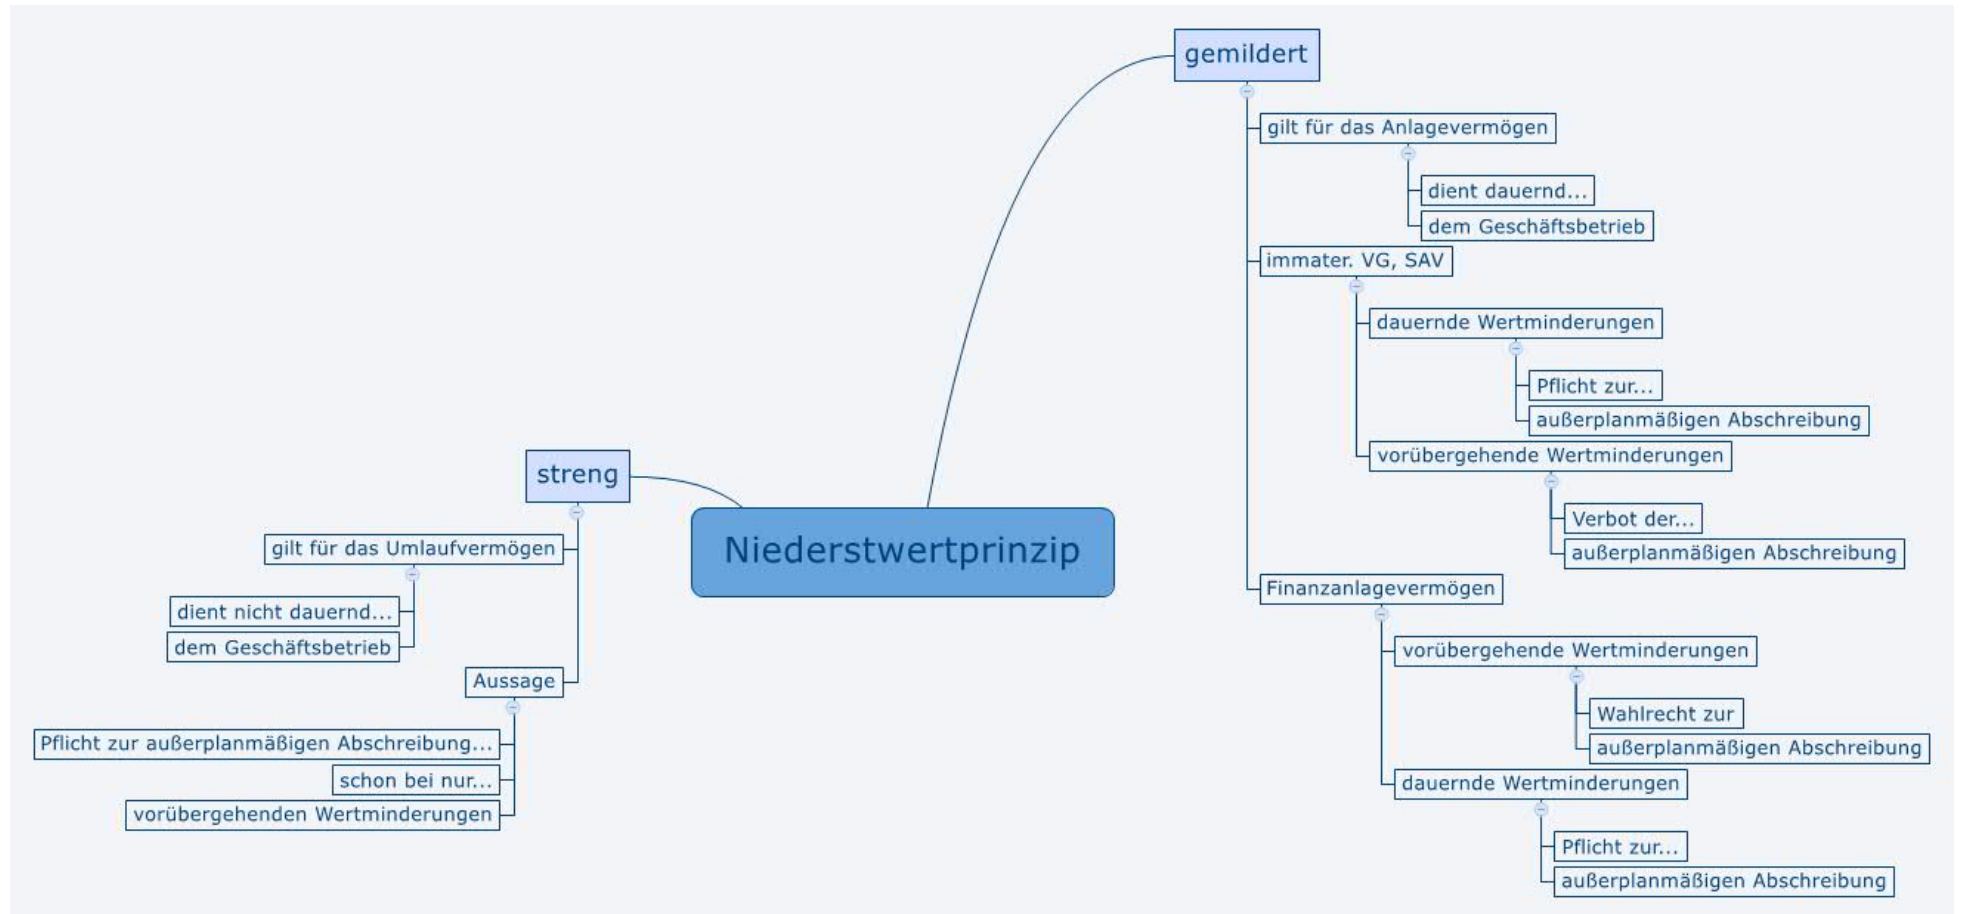 gemildert
gilt für das Anlagevermögen
dient dauernd...
dem Geschäftsbetrieb
immater. VG, SAV
dauernde Wertminderungen
Pflicht zur...
außerplanmäßigen Abschreibung
vorübergehende Wertminderungen
Verbot der...
außerplanmäßigen Abschreibung
Finanzanlagevermögen
vorübergehende Wertminderungen
Wahlrecht zur
außerplanmäßigen Abschreibung
dauernde Wertminderungen
Pflicht zur...
außerplanmäßigen Abschreibung
Niederstwertprinzip
streng
gilt für das Umlaufvermögen
dient nicht dauernd...
dem Geschäftsbetrieb
Aussage
Pflicht zur außerplanmäßigen Abschreibung...
schon bei nur...
vorübergehenden Wertminderungen